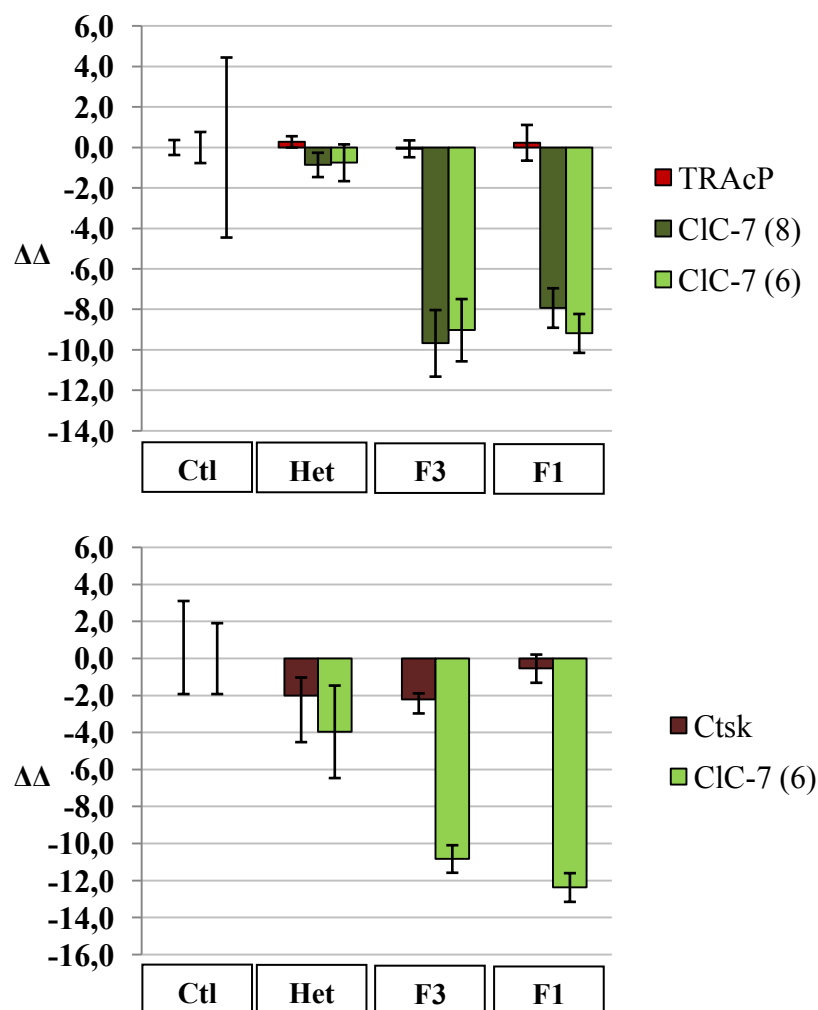 6,0
4,0
2,0
0,0
-2,0
-4,0
ΔΔ
-6,0
-8,0
-10,0
-12,0
-14,0
TRAcP
ClC-7 (8)
ClC-7 (6)
Ctl Het F3 F1
6,0
4,0
2,0
0,0
-2,0
-4,0
ΔΔ
-6,0
-8,0
-10,0
-12,0
-14,0
-16,0
Ctsk
ClC-7 (6)
Ctl Het F3 F1